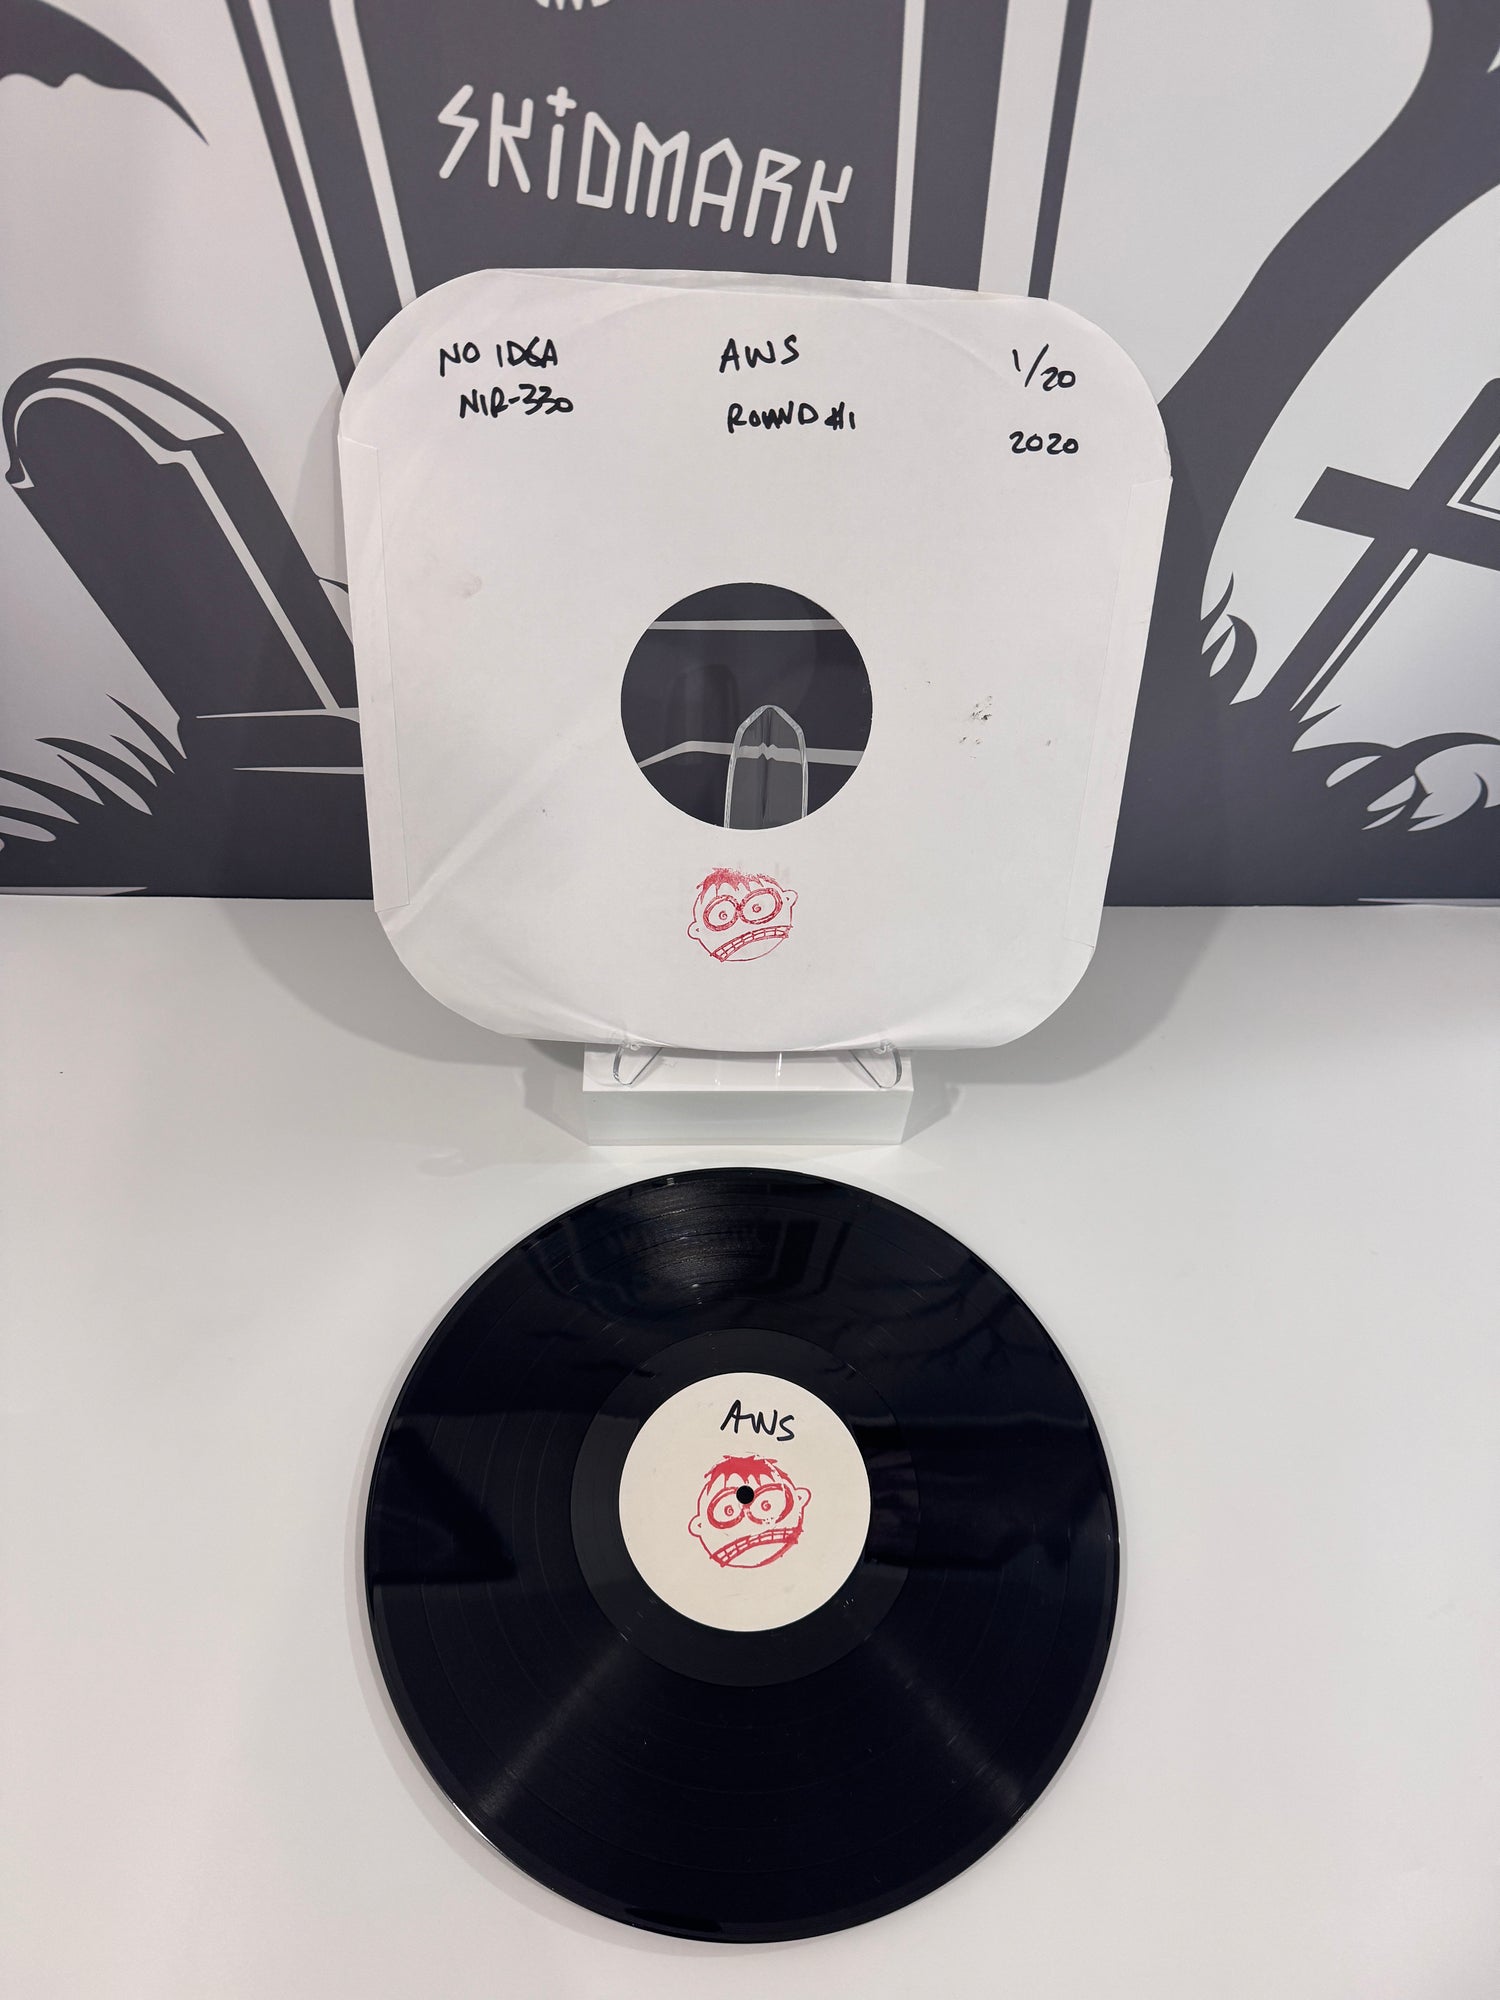 SKIDMARK
NO IDEA
NIR-330
AWS
ROUND #1
1/20
2020
AWS